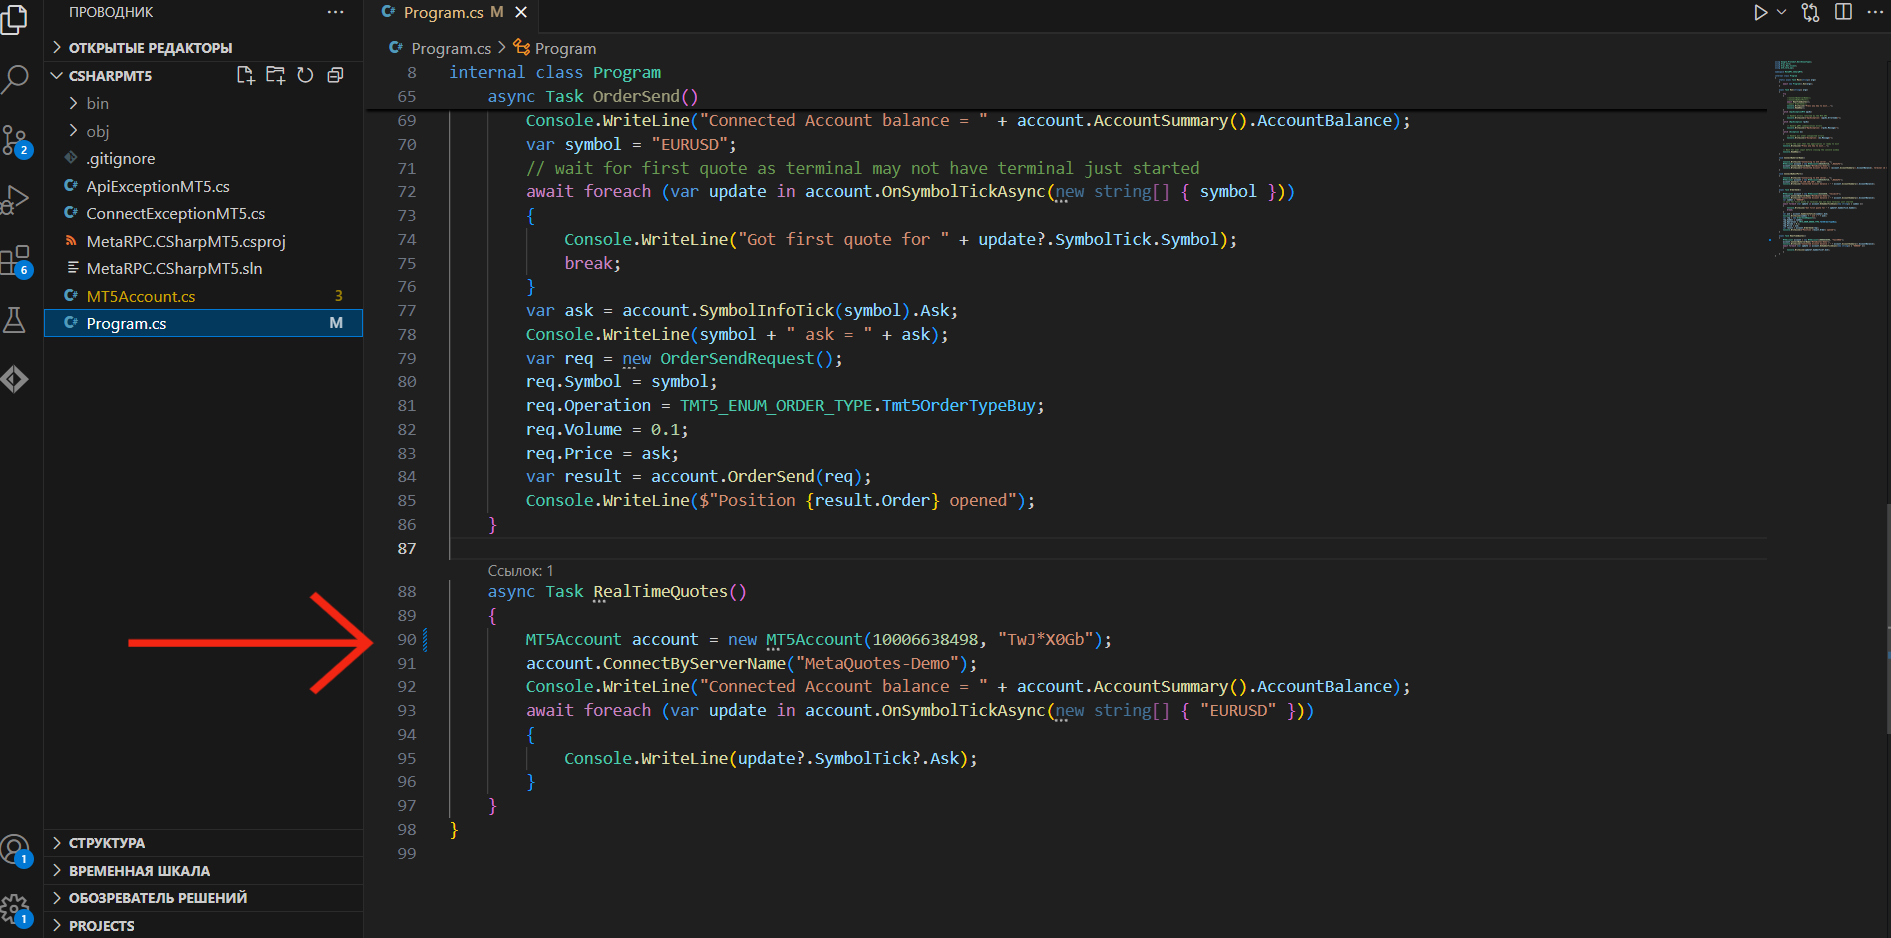 ПРОВОДНИК
ОТКРЫТЫЕ РЕДАКТОРЫ
CSHARPMT5
bin
obj
.gitignore
ApiExceptionMT5.cs
ConnectExceptionMT5.cs
MetaRPC.CSharpMT5.csproj
MetaRPC.CSharpMT5.sln
MT5Account.cs 3
Program.cs M
СТРУКТУРА
ВРЕМЕННАЯ ШКАЛА
ОБОЗРЕВАТЕЛЬ РЕШЕНИЙ
PROJECTS
2
6
1
1
Program.cs M
Program.cs > Program
8 internal class Program
65 async Task OrderSend()
69 Console.WriteLine("Connected Account balance = " + account.AccountSummary().AccountBalance);
70 var symbol = "EURUSD";
71 // wait for first quote as terminal may not have terminal just started
72 await foreach (var update in account.OnSymbolTickAsync(new string[] { symbol }))
73 {
74 Console.WriteLine("Got first quote for " + update?.SymbolTick.Symbol);
75 break;
76 }
77 var ask = account.SymbolInfoTick(symbol).Ask;
78 Console.WriteLine(symbol + " ask = " + ask);
79 var req = new OrderSendRequest();
80 req.Symbol = symbol;
81 req.Operation = TMT5_ENUM_ORDER_TYPE.Tmt5OrderTypeBuy;
82 req.Volume = 0.1;
83 req.Price = ask;
84 var result = account.OrderSend(req);
85 Console.WriteLine($"Position {result.Order} opened");
86 }
87
Ссылок: 1
88 async Task RealTimeQuotes()
89 {
90 MT5Account account = new MT5Account(10006638498, "TwJ*X0Gb");
91 account.ConnectByServerName("MetaQuotes-Demo");
92 Console.WriteLine("Connected Account balance = " + account.AccountSummary().AccountBalance);
93 await foreach (var update in account.OnSymbolTickAsync(new string[] { "EURUSD" }))
94 {
95 Console.WriteLine(update?.SymbolTick?.Ask);
96 }
97 }
98 }
99